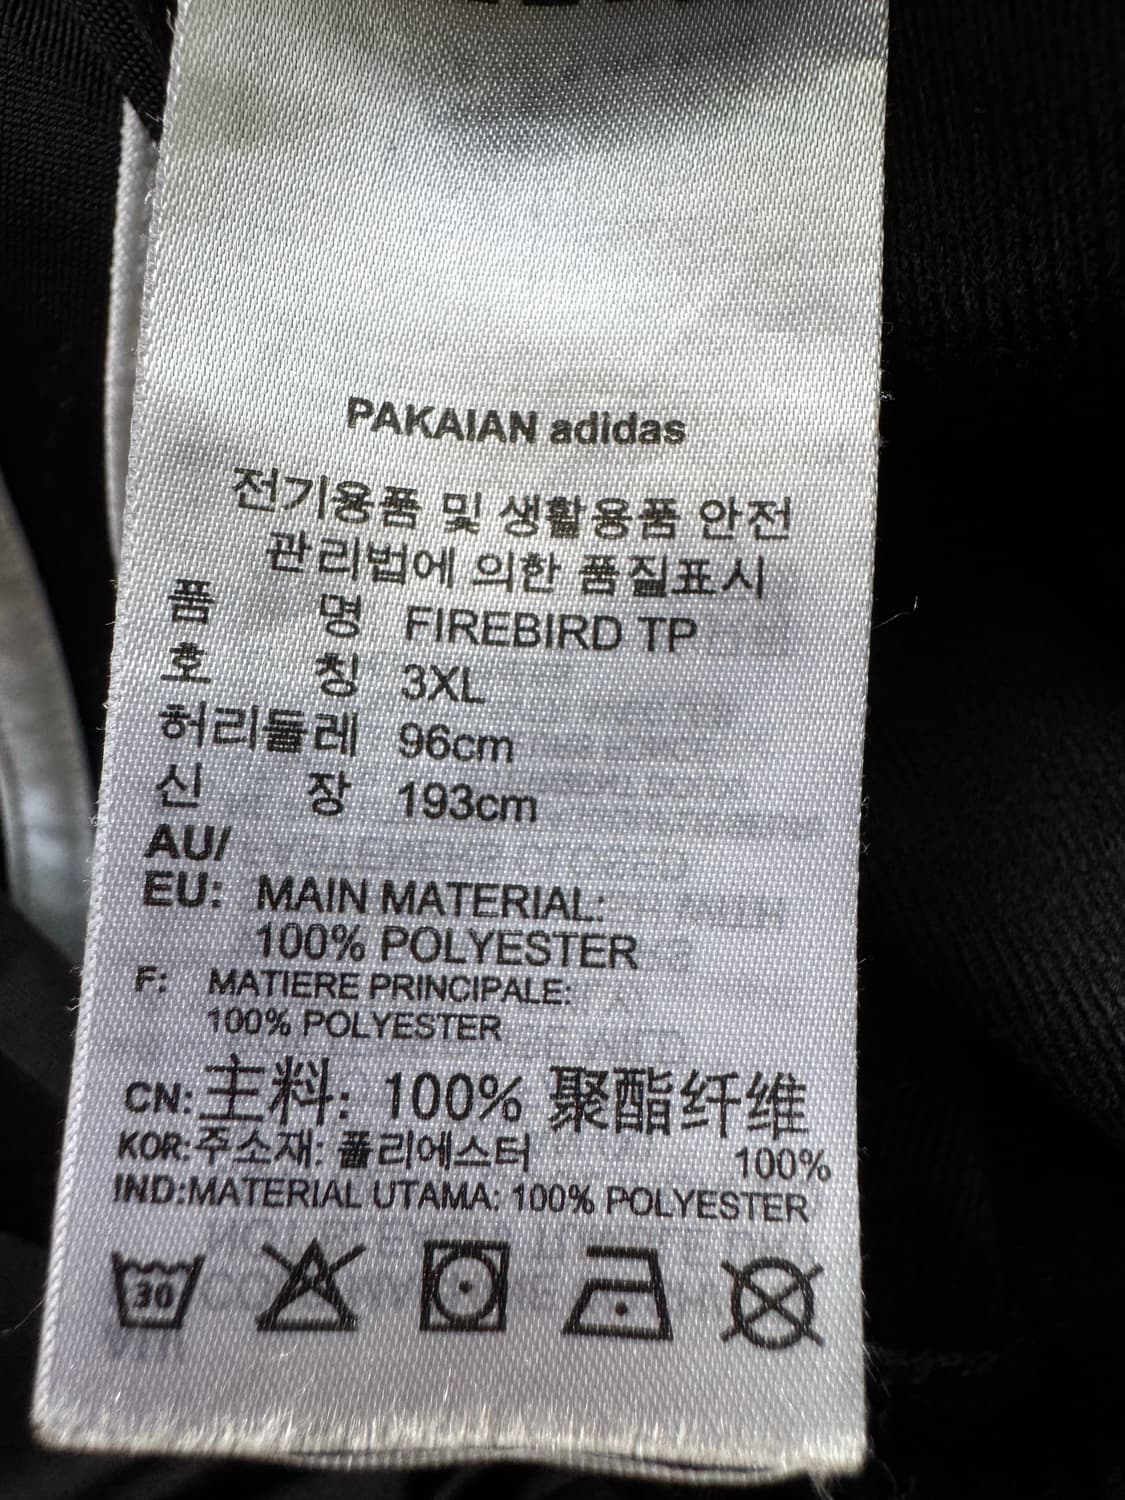 PAKAIAN adidas
전기용품 및 생활용품 안전
관리법에 의한 품질표시
품 명 FIREBIRD TP
호 칭 3XL
허리둘레 96cm
신 장 193cm
AU/
EU: MAIN MATERIAL:
100% POLYESTER
F: MATIERE PRINCIPALE:
100% POLYESTER
CN:主料: 100% 聚酯纤维
KOR:주소재: 폴리에스터 100%
IND:MATERIAL UTAMA: 100% POLYESTER
30